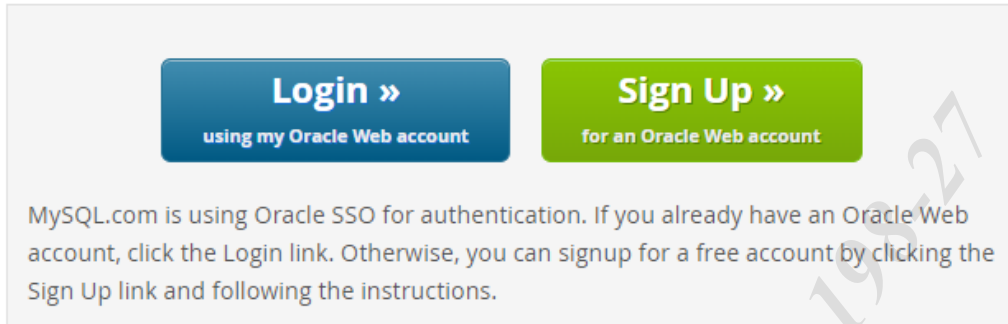 Login »
using my Oracle Web account
Sign Up »
for an Oracle Web account
MySQL.com is using Oracle SSO for authentication. If you already have an Oracle Web
account, click the Login link. Otherwise, you can signup for a free account by clicking the
Sign Up link and following the instructions.
198-27